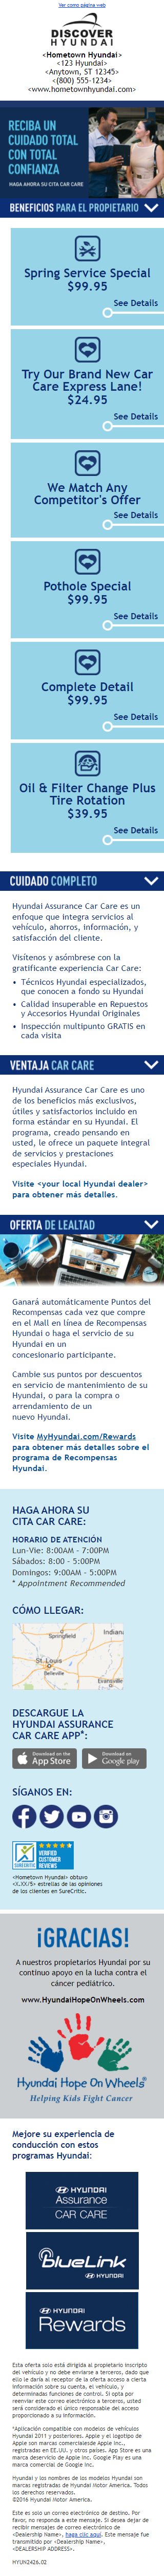 Ver como página web
DISCOVER
HYUNDAI
<Hometown Hyundai>
<123 Hyundai>
<Anytown, ST 12345>
<(800) 555-1234>
<www.hometownhyundai.com>
RECIBA UN
CUIDADO TOTAL
CON TOTAL
CONFIANZA
HAGA AHORA SU CITA CAR CARE
BENEFICIOS PARA EL PROPIETARIO
Spring Service Special
$99.95
See Details
Try Our Brand New Car
Care Express Lane!
$24.95
See Details
We Match Any
Competitor's Offer
See Details
Pothole Special
$99.95
See Details
Complete Detail
$99.95
See Details
Oil & Filter Change Plus
Tire Rotation
$39.95
See Details
CUIDADO COMPLETO
Hyundai Assurance Car Care es un
enfoque que integra servicios al
vehículo, ahorros, información, y
satisfacción del cliente.
Visítenos y asómbrese con la
gratificante experiencia Car Care:
• Técnicos Hyundai especializados,
que conocen a fondo su Hyundai
• Calidad insuperable en Repuestos
y Accesorios Hyundai Originales
• Inspección multipunto GRATIS en
cada visita
VENTAJA CAR CARE
Hyundai Assurance Car Care es uno
de los beneficios más exclusivos,
útiles y satisfactorios incluido en
forma estándar en su Hyundai. El
programa, creado pensando en
usted, le ofrece un paquete integral
de servicios y prestaciones
especiales Hyundai.
Visite <your local Hyundai dealer>
para obtener más detalles.
OFERTA DE LEALTAD
Ganará automáticamente Puntos del
Recompensas cada vez que compre
en el Mall en línea de Recompensas
Hyundai o haga el servicio de su
Hyundai en un
concesionario participante.
Cambie sus puntos por descuentos
en servicio de mantenimiento de su
Hyundai, o para la compra o
arrendamiento de un
nuevo Hyundai.
Visite MyHyundai.com/Rewards
para obtener más detalles sobre el
programa de Recompensas
Hyundai.
HAGA AHORA SU
CITA CAR CARE:
HORARIO DE ATENCIÓN
Lun-Vie: 8:00AM - 7:00PM
Sábados: 8:00 - 5:00PM
Domingos: 9:00AM - 5:00PM
* Appointment Recommended
CÓMO LLEGAR:
Springfield
Indiana
St. Louis
Belleville
Evansville
DESCARGUE LA
HYUNDAI ASSURANCE
CAR CARE APP*:
Download on the
App Store
Download on
Google play
SÍGANOS EN:
VERIFIED
CUSTOMER
REVIEWS
SURECRITIC
<Hometown Hyundai> obtuvo
<X.XX/5> estrellas de las opiniones
de los clientes en SureCritic.
¡GRACIAS!
A nuestros propietarios Hyundai por su
continuo apoyo en la lucha contra el
cáncer pediátrico.
www.HyundaiHopeOnWheels.com
Hyundai Hope On Wheels®
Helping Kids Fight Cancer
Mejore su experiencia de
conducción con estos
programas Hyundai:
HYUNDAI
Assurance
CAR CARE
BlueLink
HYUNDAI
HYUNDAI
Rewards
Esta oferta solo está dirigida al propietario inscripto
del vehículo y no debe enviarse a terceros, dado que
ello le daría al receptor de la oferta acceso a cierta
información sobre su cuenta, el vehículo, y
determinadas funciones de control. Si opta por
reenviar este correo electrónico a terceros, usted
será considerado el único responsable del acceso
proporcionado a su información.
*Aplicación compatible con modelos de vehículos
Hyundai 2011 y posteriores. Apple y el logotipo de
Apple son marcas comercialesde Apple Inc.,
registradas en EE.UU. y otros países. App Store es una
marca deservicio de Apple Inc. Google Play es una
marca comercial de Google Inc.
Hyundai y los nombres de los modelos Hyundai son
marcas registradas de Hyundai Motor America. Todos
los derechos reservados.
©2016 Hyundai Motor America.
Este es solo un correo electrónico de destino. Por
favor no responda a este mensaje. Si desea dejar de
recibir mensajes de correo electrónico de
<Dealership Name>, haga clic aquí. Este mensaje fue
transmitido por <Dealership Name>,
<DEALERSHIP ADDRESS>.
HYUN2426.02